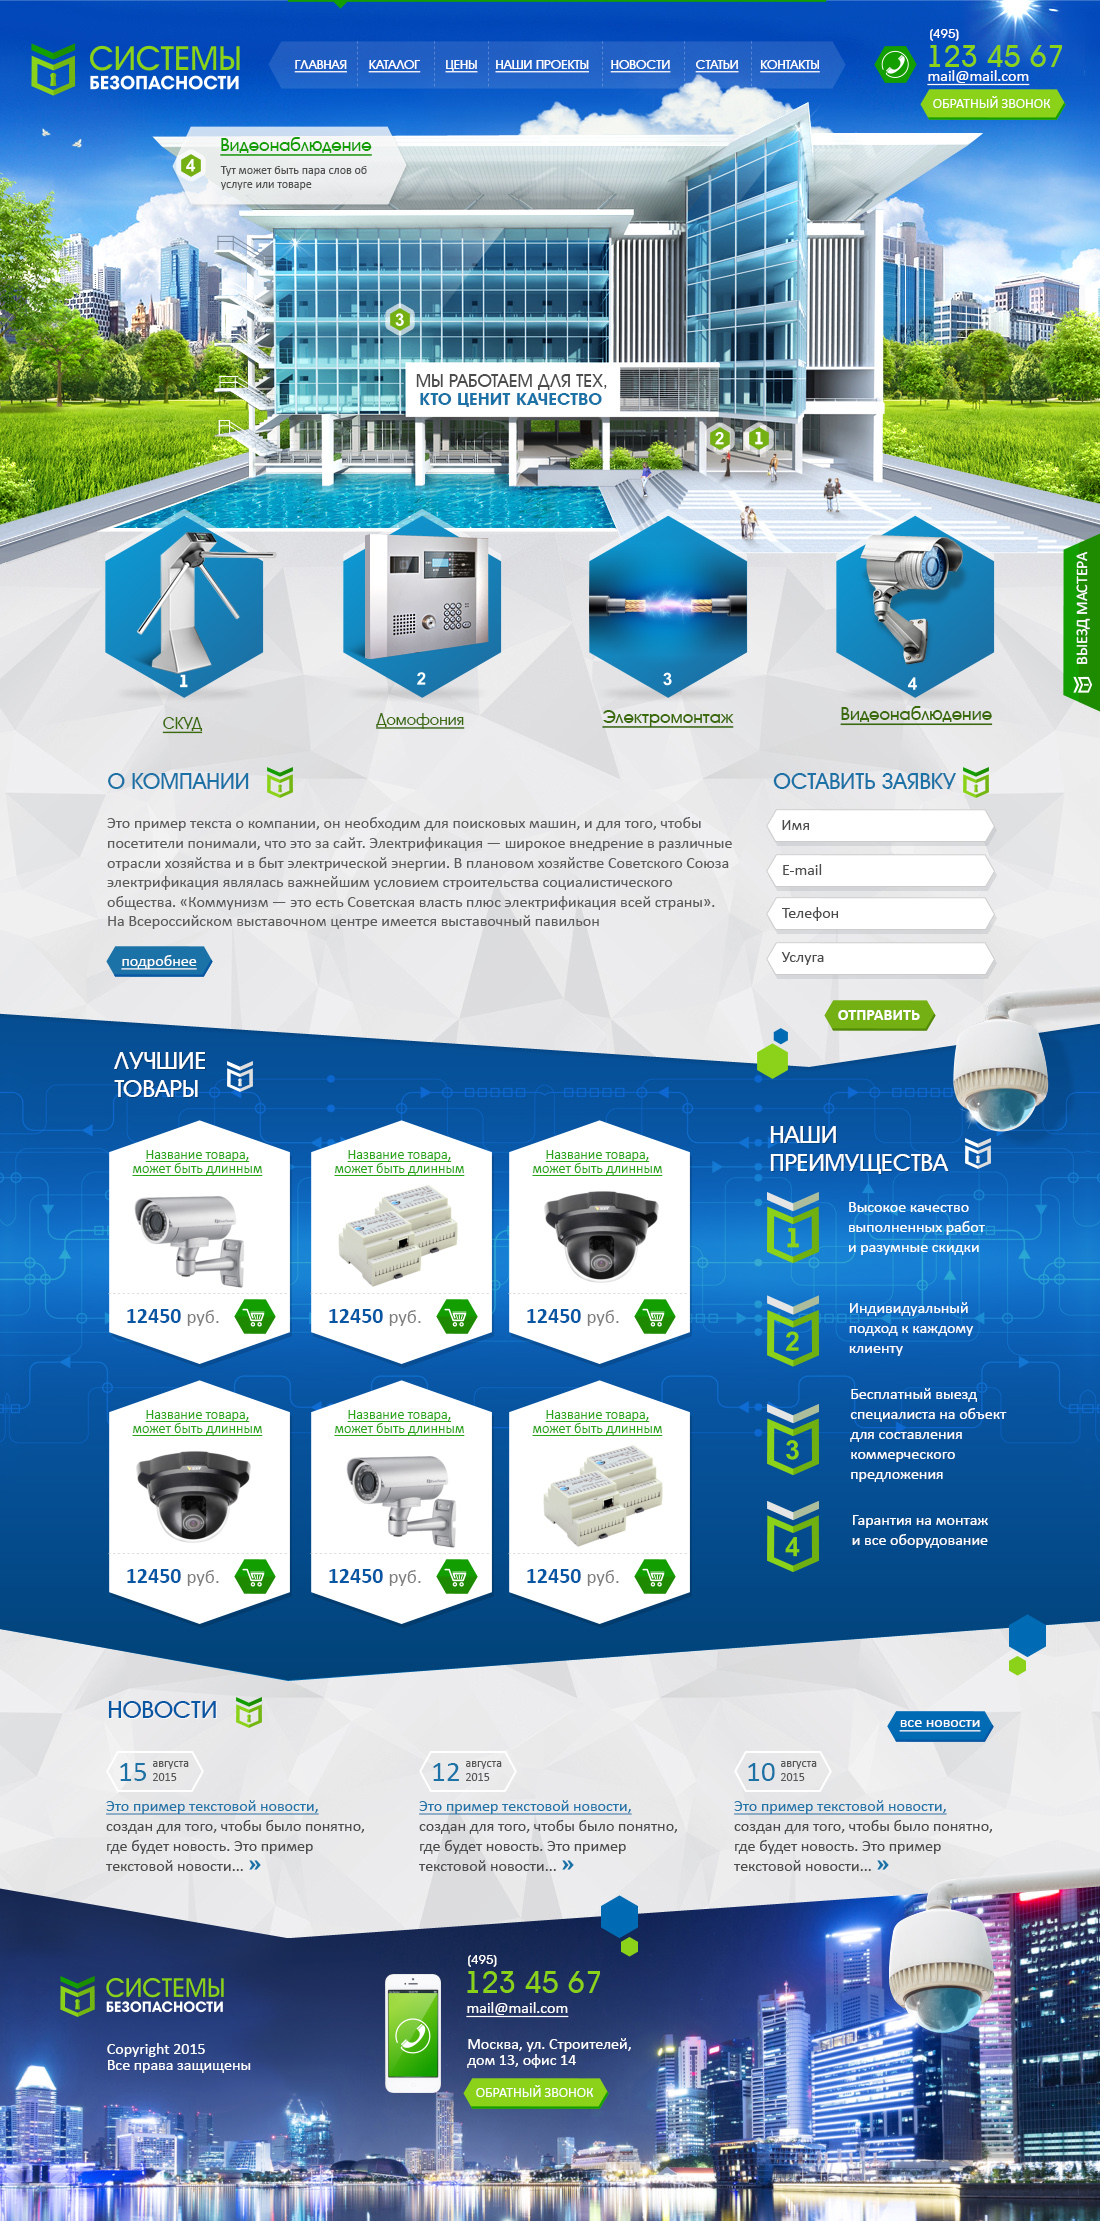 СИСТЕМЫ
БЕЗОПАСНОСТИ
ГЛАВНАЯ
КАТАЛОГ
ЦЕНЫ
НАШИ ПРОЕКТЫ
НОВОСТИ
СТАТЬИ
КОНТАКТЫ
(495)
123 45 67
mail@mail.com
ОБРАТНЫЙ ЗВОНОК
4
Видеонаблюдение
Тут может быть пара слов об
услуге или товаре
3
МЫ РАБОТАЕМ ДЛЯ ТЕХ,
КТО ЦЕНИТ КАЧЕСТВО
2
1
1
СКУД
2
Домофония
3
Электромонтаж
4
Видеонаблюдение
ВЫЕЗД МАСТЕРА
О КОМПАНИИ
Это пример текста о компании, он необходим для поисковых машин, и для того, чтобы
посетители понимали, что это за сайт. Электрификация — широкое внедрение в различные
отрасли хозяйства и в быт электрической энергии. В плановом хозяйстве Советского Союза
электрификация являлась важнейшим условием строительства социалистического
общества. «Коммунизм — это есть Советская власть плюс электрификация всей страны».
На Всероссийском выставочном центре имеется выставочный павильон
подробнее
ОСТАВИТЬ ЗАЯВКУ
Имя
E-mail
Телефон
Услуга
ОТПРАВИТЬ
ЛУЧШИЕ
ТОВАРЫ
Название товара,
может быть длинным
12450 руб.
Название товара,
может быть длинным
12450 руб.
Название товара,
может быть длинным
12450 руб.
Название товара,
может быть длинным
12450 руб.
Название товара,
может быть длинным
12450 руб.
Название товара,
может быть длинным
12450 руб.
НАШИ
ПРЕИМУЩЕСТВА
1
Высокое качество
выполненных работ
и разумные скидки
2
Индивидуальный
подход к каждому
клиенту
3
Бесплатный выезд
специалиста на объект
для составления
коммерческого
предложения
4
Гарантия на монтаж
и все оборудование
НОВОСТИ
все новости
15 августа
2015
Это пример текстовой новости,
создан для того, чтобы было понятно,
где будет новость. Это пример
текстовой новости... »
12 августа
2015
Это пример текстовой новости,
создан для того, чтобы было понятно,
где будет новость. Это пример
текстовой новости... »
10 августа
2015
Это пример текстовой новости,
создан для того, чтобы было понятно,
где будет новость. Это пример
текстовой новости... »
СИСТЕМЫ
БЕЗОПАСНОСТИ
Copyright 2015
Все права защищены
(495)
123 45 67
mail@mail.com
Москва, ул. Строителей,
дом 13, офис 14
ОБРАТНЫЙ ЗВОНОК